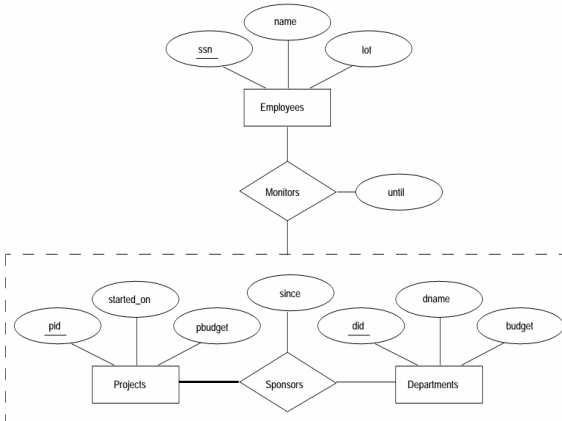 name
ssn
lot
Employees
Monitors
until
since
started_on
dname
pid
pbudget
did
budget
Projects
Sponsors
Departments